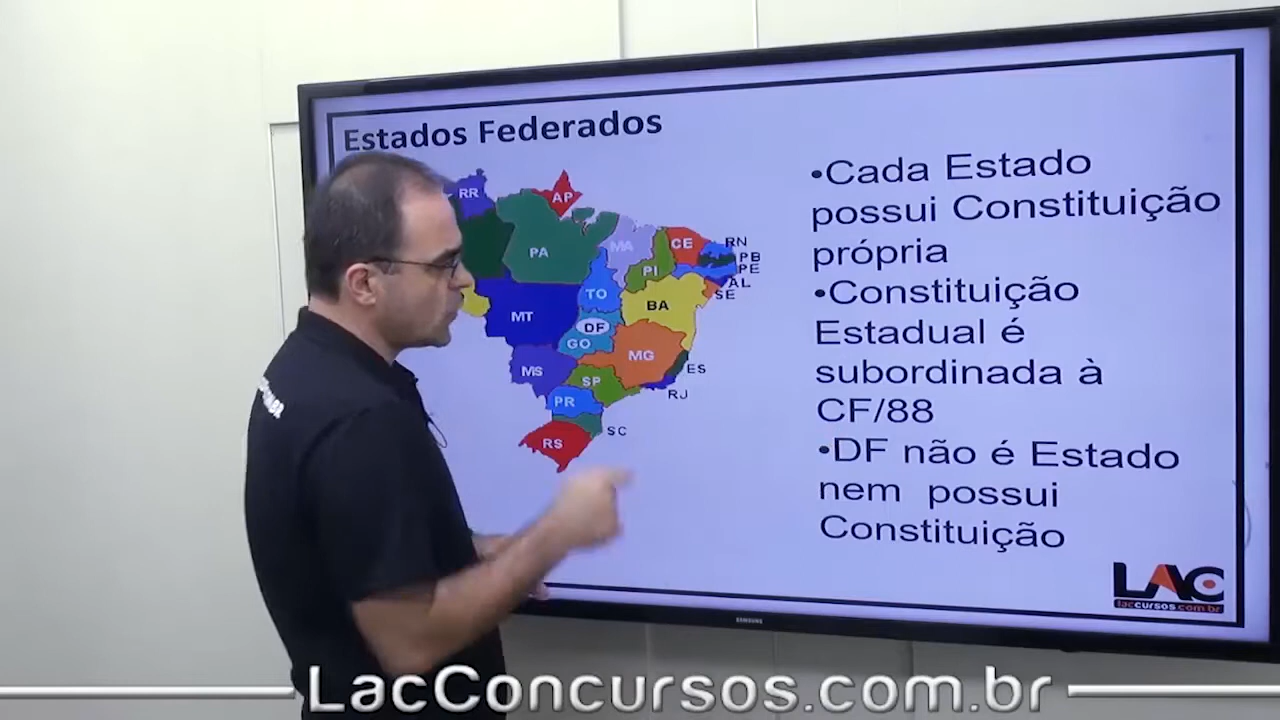 Estados Federados
RR
AP
PA
MA
CE
RN
PB
PE
AL
SE
PI
TO
BA
MT
DF
GO
MG
MS
ES
SP
RJ
PR
SC
RS
•Cada Estado
possui Constituição
própria
•Constituição
Estadual é
subordinada à
CF/88
•DF não é Estado
nem possui
Constituição
LAC
laccursos.com.br
SAMSUNG
LacConcursos.com.br